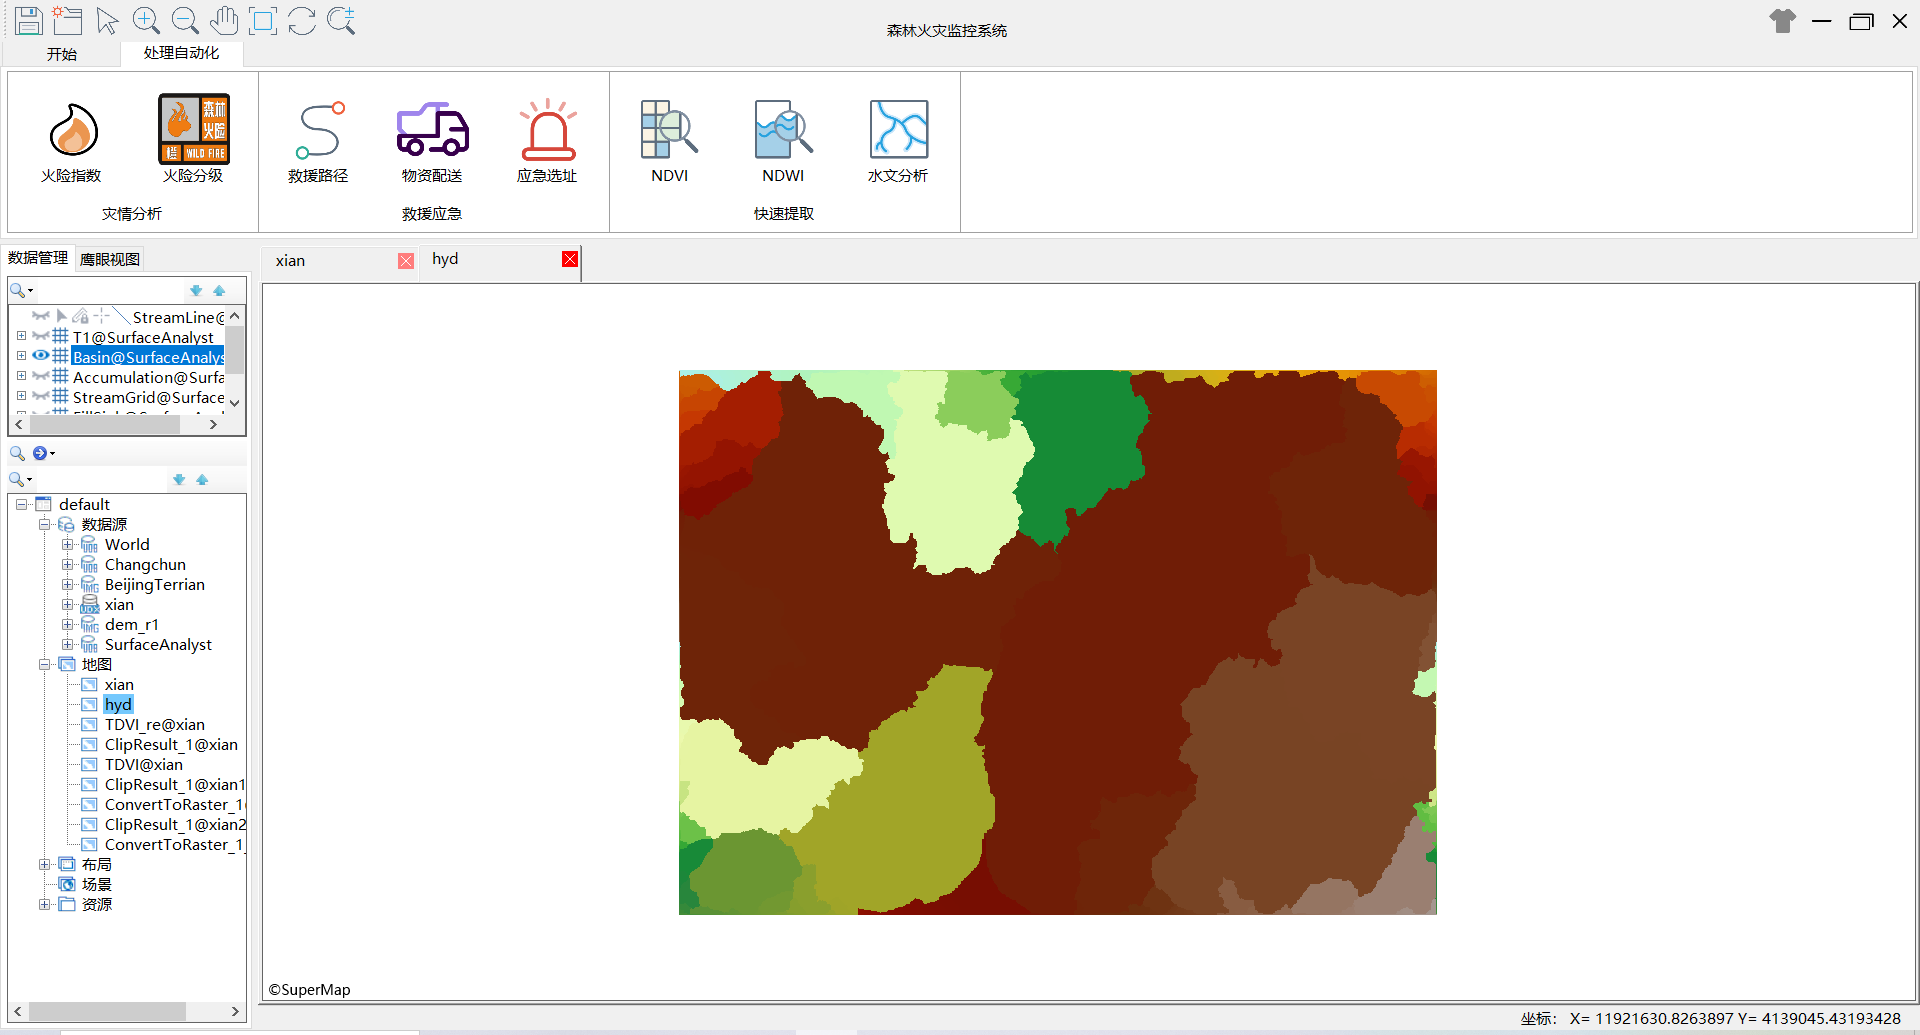 森林火灾监控系统
开始
处理自动化
森林
火险
橙
WILD FIRE
火险指数
火险分级
救援路径
物资配送
应急选址
NDVI
NDWI
水文分析
灾情分析
救援应急
快速提取
数据管理
鹰眼视图
xian
hyd
StreamLine@
T1@SurfaceAnalyst
Basin@SurfaceAnalys
Accumulation@Surfa
StreamGrid@Surface
default
数据源
World
Changchun
BeijingTerrian
xian
dem_r1
SurfaceAnalyst
地图
xian
hyd
TDVI_re@xian
ClipResult_1@xian
TDVI@xian
ClipResult_1@xian1
ConvertToRaster_1
ClipResult_1@xian2
ConvertToRaster_1_
布局
场景
资源
©SuperMap
坐标： X= 11921630.8263897 Y= 4139045.43193428